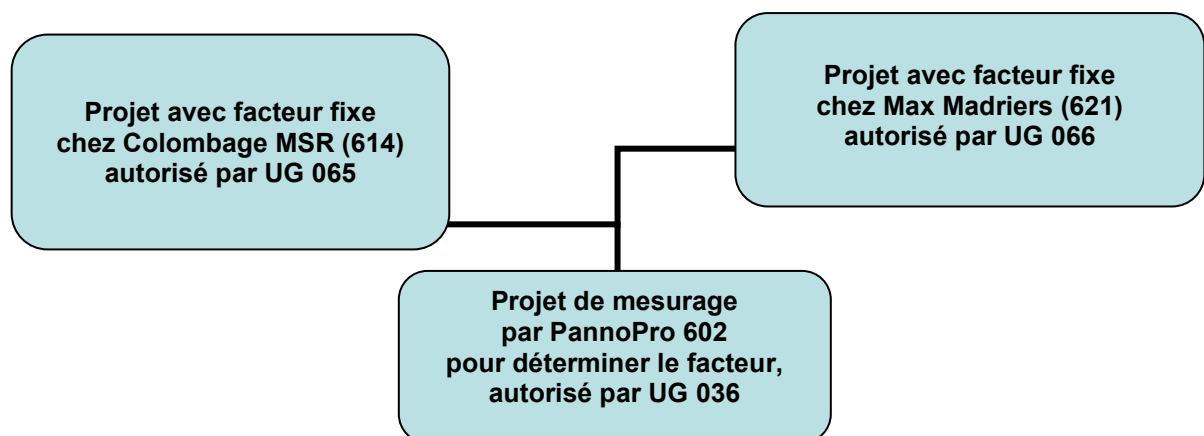 Projet avec facteur fixe
chez Colombage MSR (614)
autorisé par UG 065
Projet avec facteur fixe
chez Max Madriers (621)
autorisé par UG 066
Projet de mesurage
par PannoPro 602
pour déterminer le facteur,
autorisé par UG 036